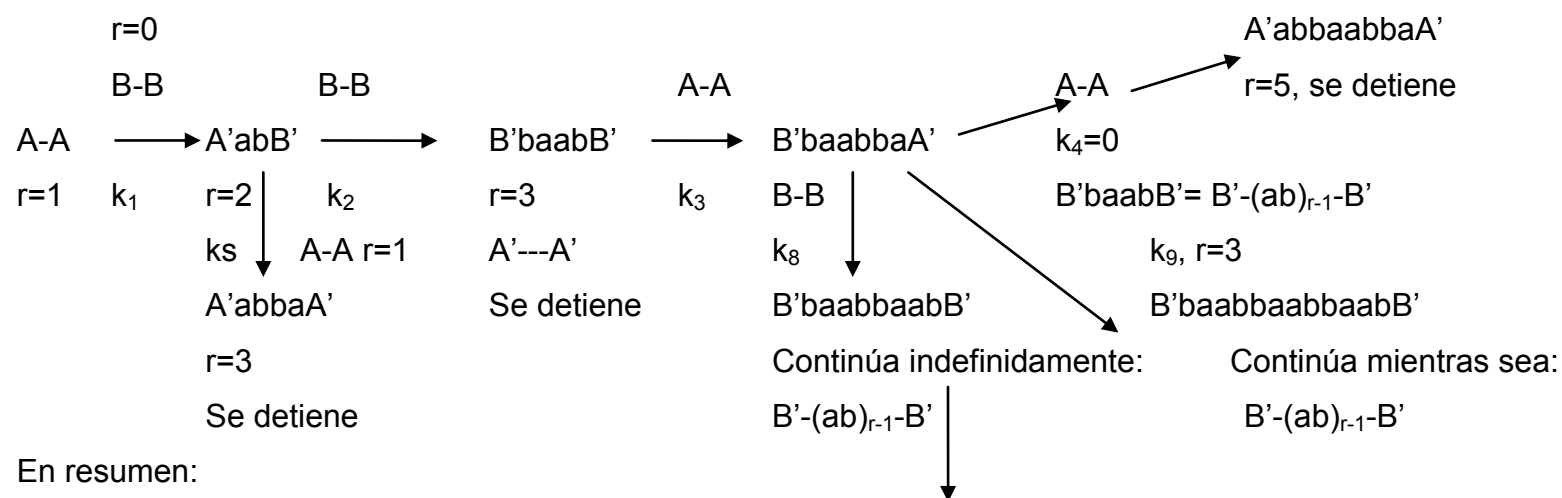 r=0 A’abbaabbaA’
B-B B-B A-A A-A r=5, se detiene
A-A A’abB’ B’baabB’ B’baabbaA’ k₄=0
r=1 k₁ r=2 k₂ r=3 k₃ B-B B’baabB’= B’-(ab)ᵣ₋₁-B’
ks A-A r=1 A’---A’ k₈ k₉, r=3
A’abbaA’ Se detiene B’baabbaabB’ B’baabbaabbaabB’
r=3 Continúa indefinidamente: Continúa mientras sea:
Se detiene B’-(ab)ᵣ₋₁-B’ B’-(ab)ᵣ₋₁-B’
En resumen: